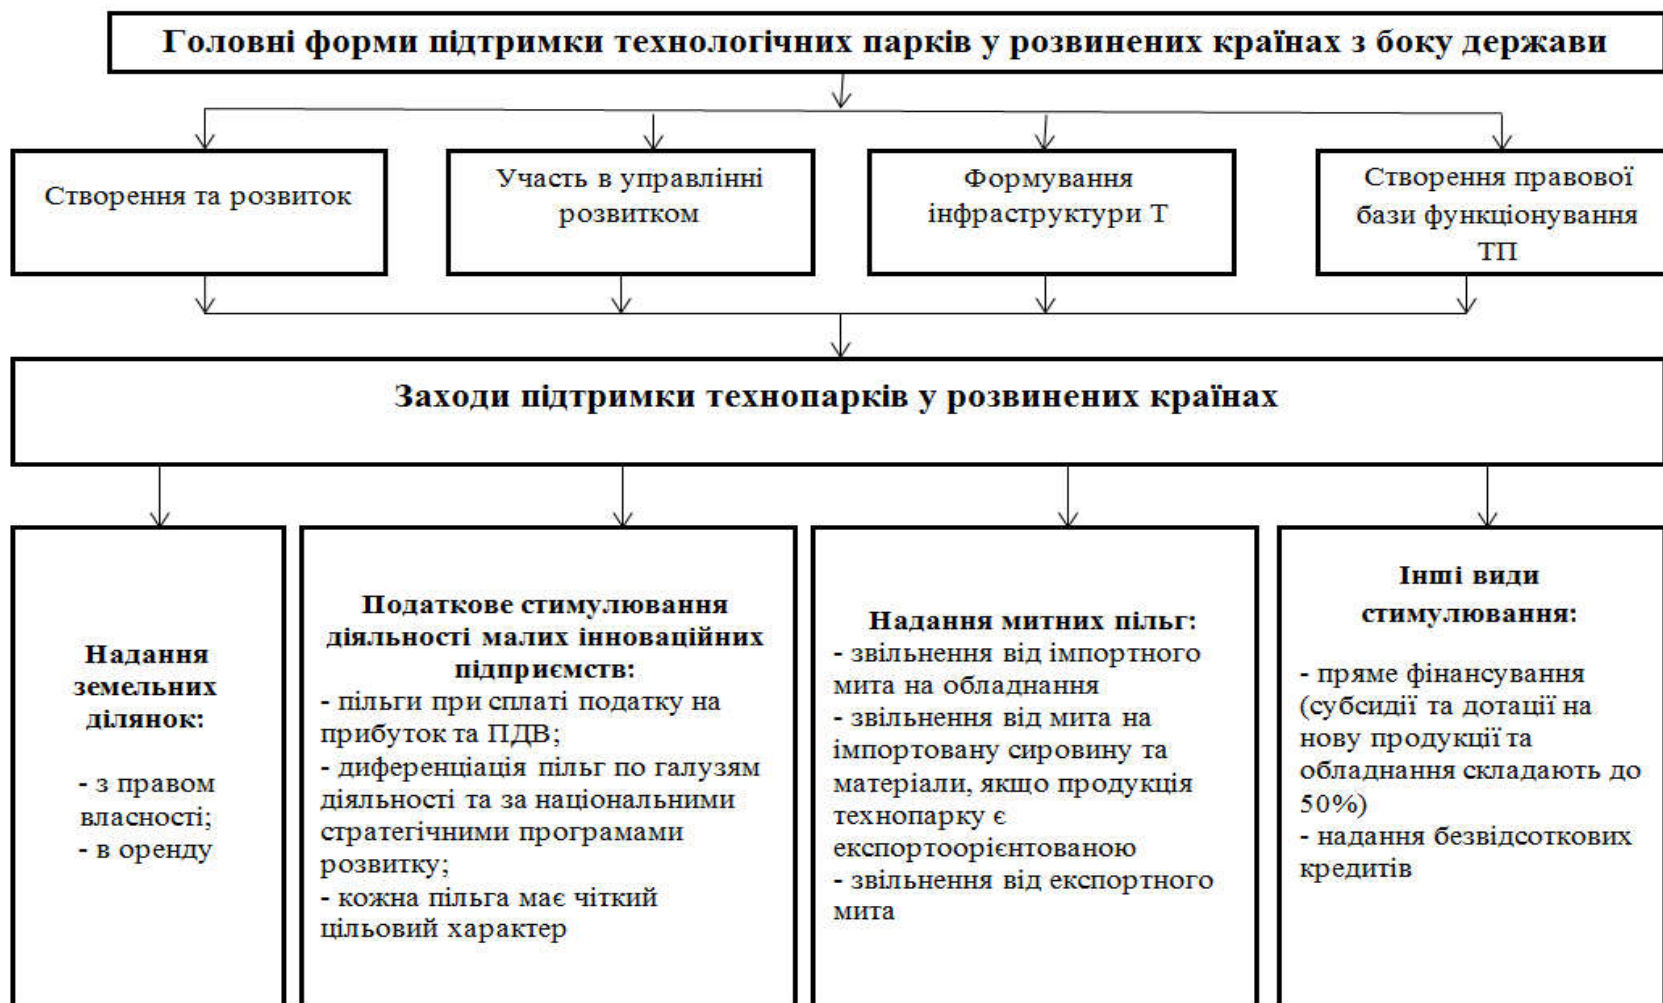 Головні форми підтримки технологічних парків у розвинених країнах з боку держави
Створення та розвиток
Участь в управлінні
розвитком
Формування
інфраструктури Т
Створення правової
бази функціонування
ТП
Заходи підтримки технопарків у розвинених країнах
Надання
земельних
ділянок:
- з правом
власності;
- в оренду
Податкове стимулювання
діяльності малих інноваційних
підприємств:
- пільги при сплаті податку на
прибуток та ПДВ;
- диференціація пільг по галузям
діяльності та за національними
стратегічними програмами
розвитку;
- кожна пільга має чіткий
цільовий характер
Надання митних пільг:
- звільнення від імпортного
мита на обладнання
- звільнення від мита на
імпортовану сировину та
матеріали, якщо продукція
технопарку є
експортоорієнтованою
- звільнення від експортного
мита
Інші види
стимулювання:
- пряме фінансування
(субсидії та дотації на
нову продукції та
обладнання складають до
50%)
- надання безвідсоткових
кредитів